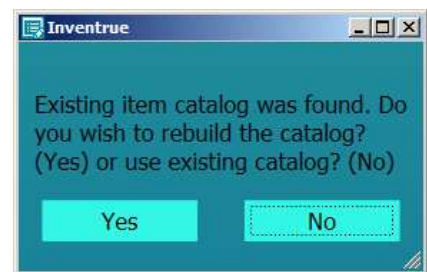 Inventrue
Existing item catalog was found. Do
you wish to rebuild the catalog?
(Yes) or use existing catalog? (No)
Yes No